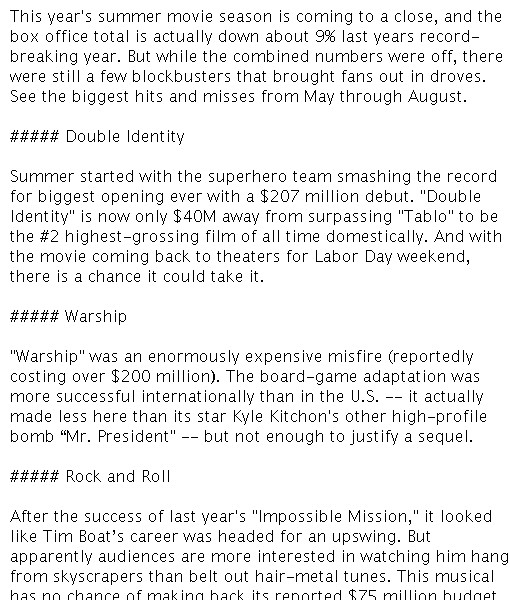 This year's summer movie season is coming to a close, and the
box office total is actually down about 9% last years record-
breaking year. But while the combined numbers were off, there
were still a few blockbusters that brought fans out in droves.
See the biggest hits and misses from May through August.
##### Double Identity
Summer started with the superhero team smashing the record
for biggest opening ever with a $207 million debut. "Double
Identity" is now only $40M away from surpassing "Tablo" to be
the #2 highest-grossing film of all time domestically. And with
the movie coming back to theaters for Labor Day weekend,
there is a chance it could take it.
##### Warship
"Warship" was an enormously expensive misfire (reportedly
costing over $200 million). The board-game adaptation was
more successful internationally than in the U.S. -- it actually
made less here than its star Kyle Kitchon's other high-profile
bomb “Mr. President" -- but not enough to justify a sequel.
##### Rock and Roll
After the success of last year's "Impossible Mission," it looked
like Tim Boat’s career was headed for an upswing. But
apparently audiences are more interested in watching him hang
from skyscrapers than belt out hair-metal tunes. This musical
has no chance of making back its reported $75 million budget